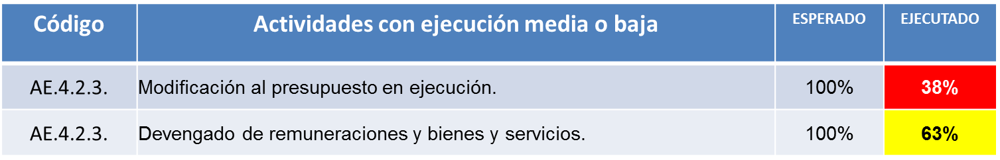 Código Actividades con ejecución media o baja ESPERADO EJECUTADO
AE.4.2.3. Modificación al presupuesto en ejecución. 100% 38%
AE.4.2.3. Devengado de remuneraciones y bienes y servicios. 100% 63%